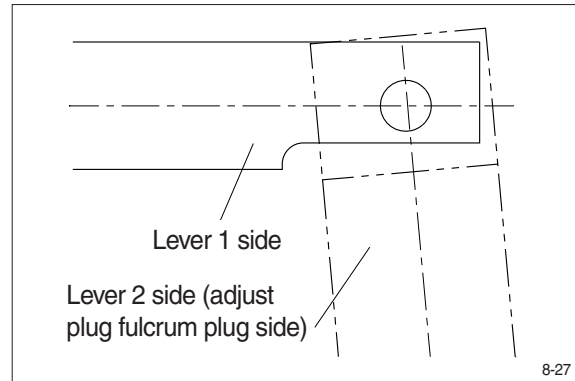 Lever 1 side
Lever 2 side (adjust
plug fulcrum plug side)
8-27